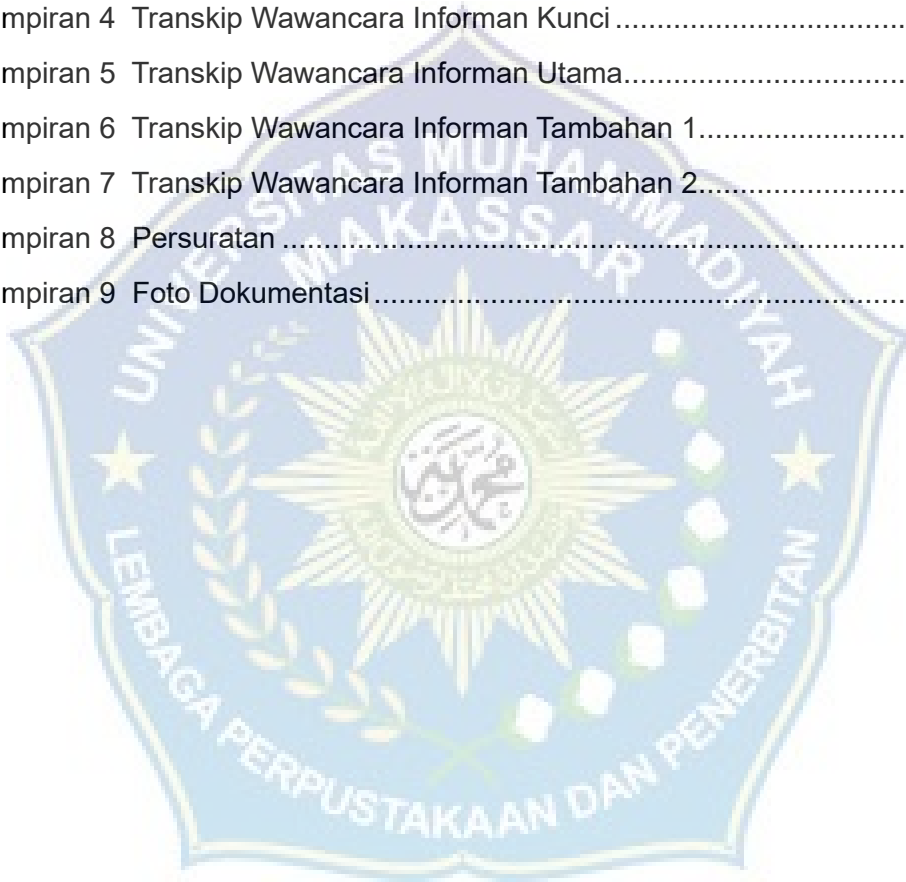 mpiran 4 Transkip Wawancara Informan Kunci...................................
mpiran 5 Transkip Wawancara Informan Utama..................................
mpiran 6 Transkip Wawancara Informan Tambahan 1.........................
mpiran 7 Transkip Wawancara Informan Tambahan 2.........................
mpiran 8 Persuratan ...............................................................................
mpiran 9 Foto Dokumentasi .....................................................................
UNIVERSITAS MUHAMMADIYAH
MAKASSAR
LEMBAGA PERPUSTAKAAN DAN PENERBITAN